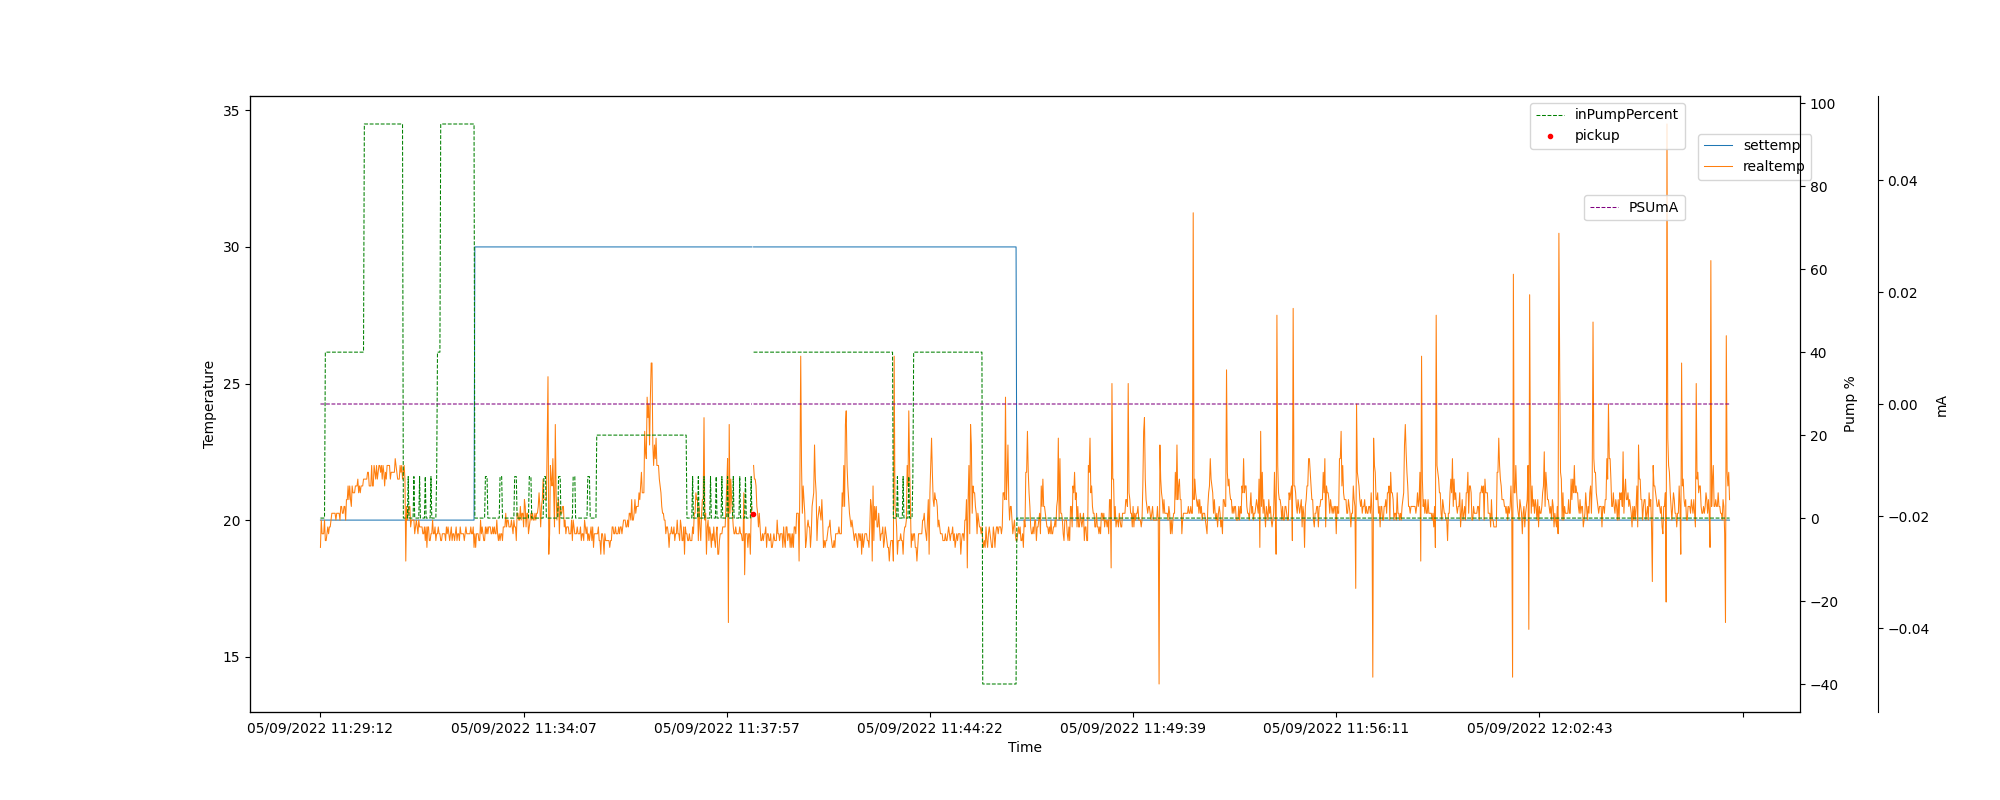 35
30
25
20
15
Temperature
05/09/2022 11:29:12
05/09/2022 11:34:07
05/09/2022 11:37:57
05/09/2022 11:44:22
05/09/2022 11:49:39
05/09/2022 11:56:11
05/09/2022 12:02:43
Time
inPumpPercent
pickup
settemp
realtemp
PSUmA
100
80
60
40
20
0
−20
−40
Pump %
0.04
0.02
0.00
−0.02
−0.04
mA